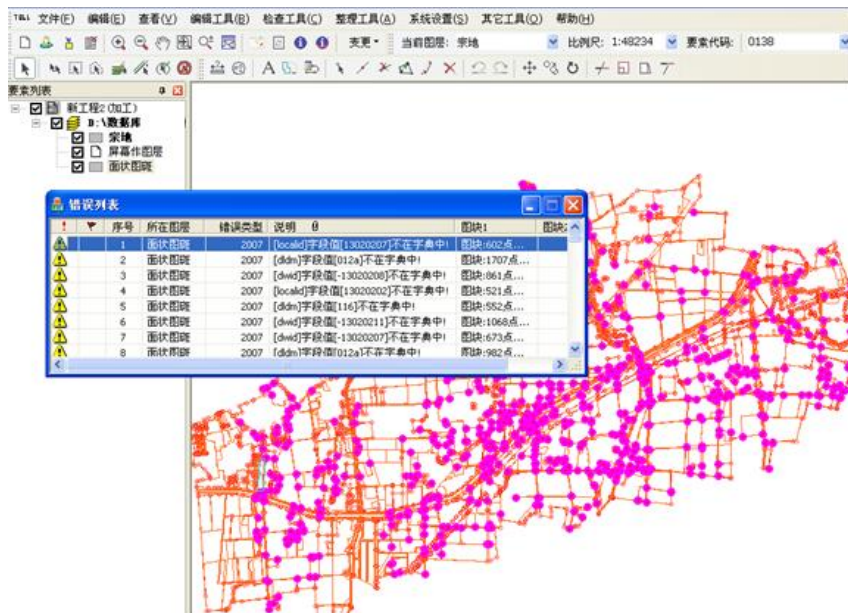 文件(F) 编辑(E) 查看(V) 编辑工具(B) 检查工具(C) 整理工具(A) 系统设置(S) 其它工具(O) 帮助(H)
变更 当前图层: 宗地 比例尺: 1:48234 要素代码: 0138
要素列表
新工程2(加工)
D:\数据库
宗地
屏幕作图层
面状图斑
错误列表
! 序号 所在图层 错误类型 说明 图块1 图块2
1 面状图斑 2007 [localid]字段值[13020207]不在字典中! 图块:602点...
2 面状图斑 2007 [dldm]字段值[012a]不在字典中! 图块:1707点...
3 面状图斑 2007 [dwid]字段值[-13020208]不在字典中! 图块:861点...
4 面状图斑 2007 [localid]字段值[13020202]不在字典中! 图块:521点...
5 面状图斑 2007 [dldm]字段值[116]不在字典中! 图块:552点...
6 面状图斑 2007 [dwid]字段值[-13020211]不在字典中! 图块:1068点...
7 面状图斑 2007 [dwid]字段值[-13020207]不在字典中! 图块:673点...
8 面状图斑 2007 [dldm]字段值[012a]不在字典中! 图块:982点...